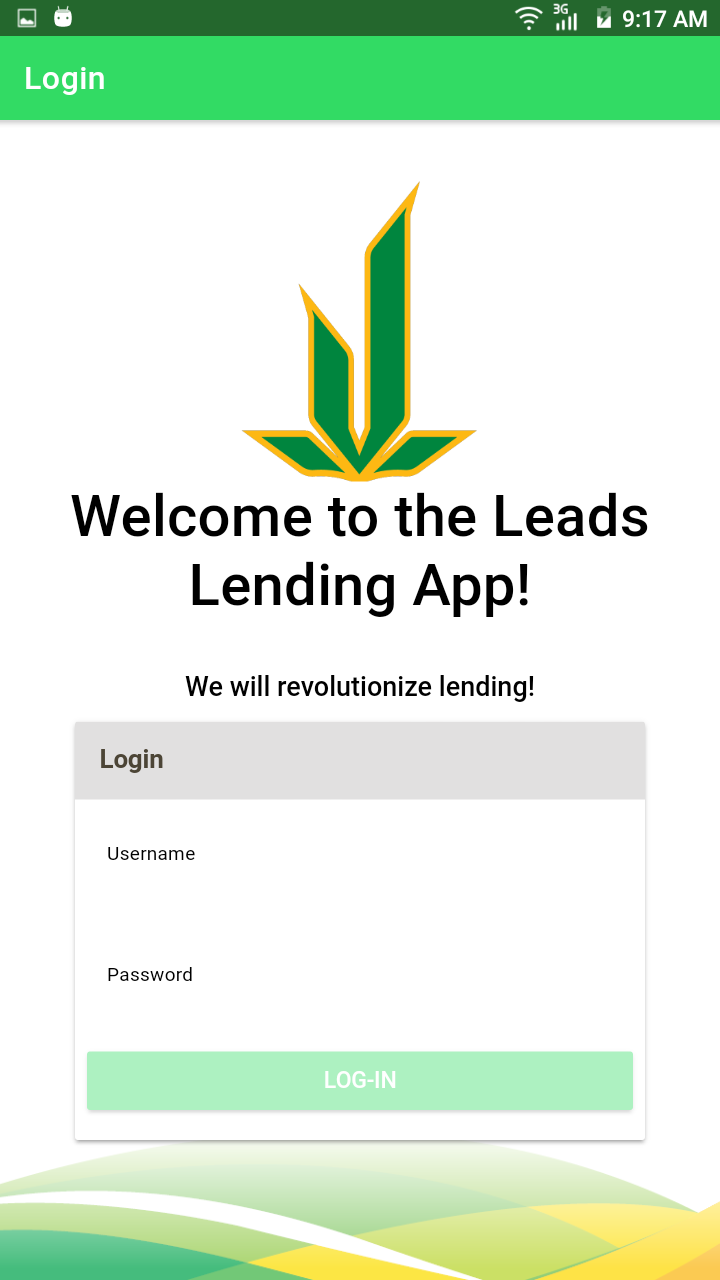 3G 9:17 AM
Login
Welcome to the Leads
Lending App!
We will revolutionize lending!
Login
Username
Password
LOG-IN